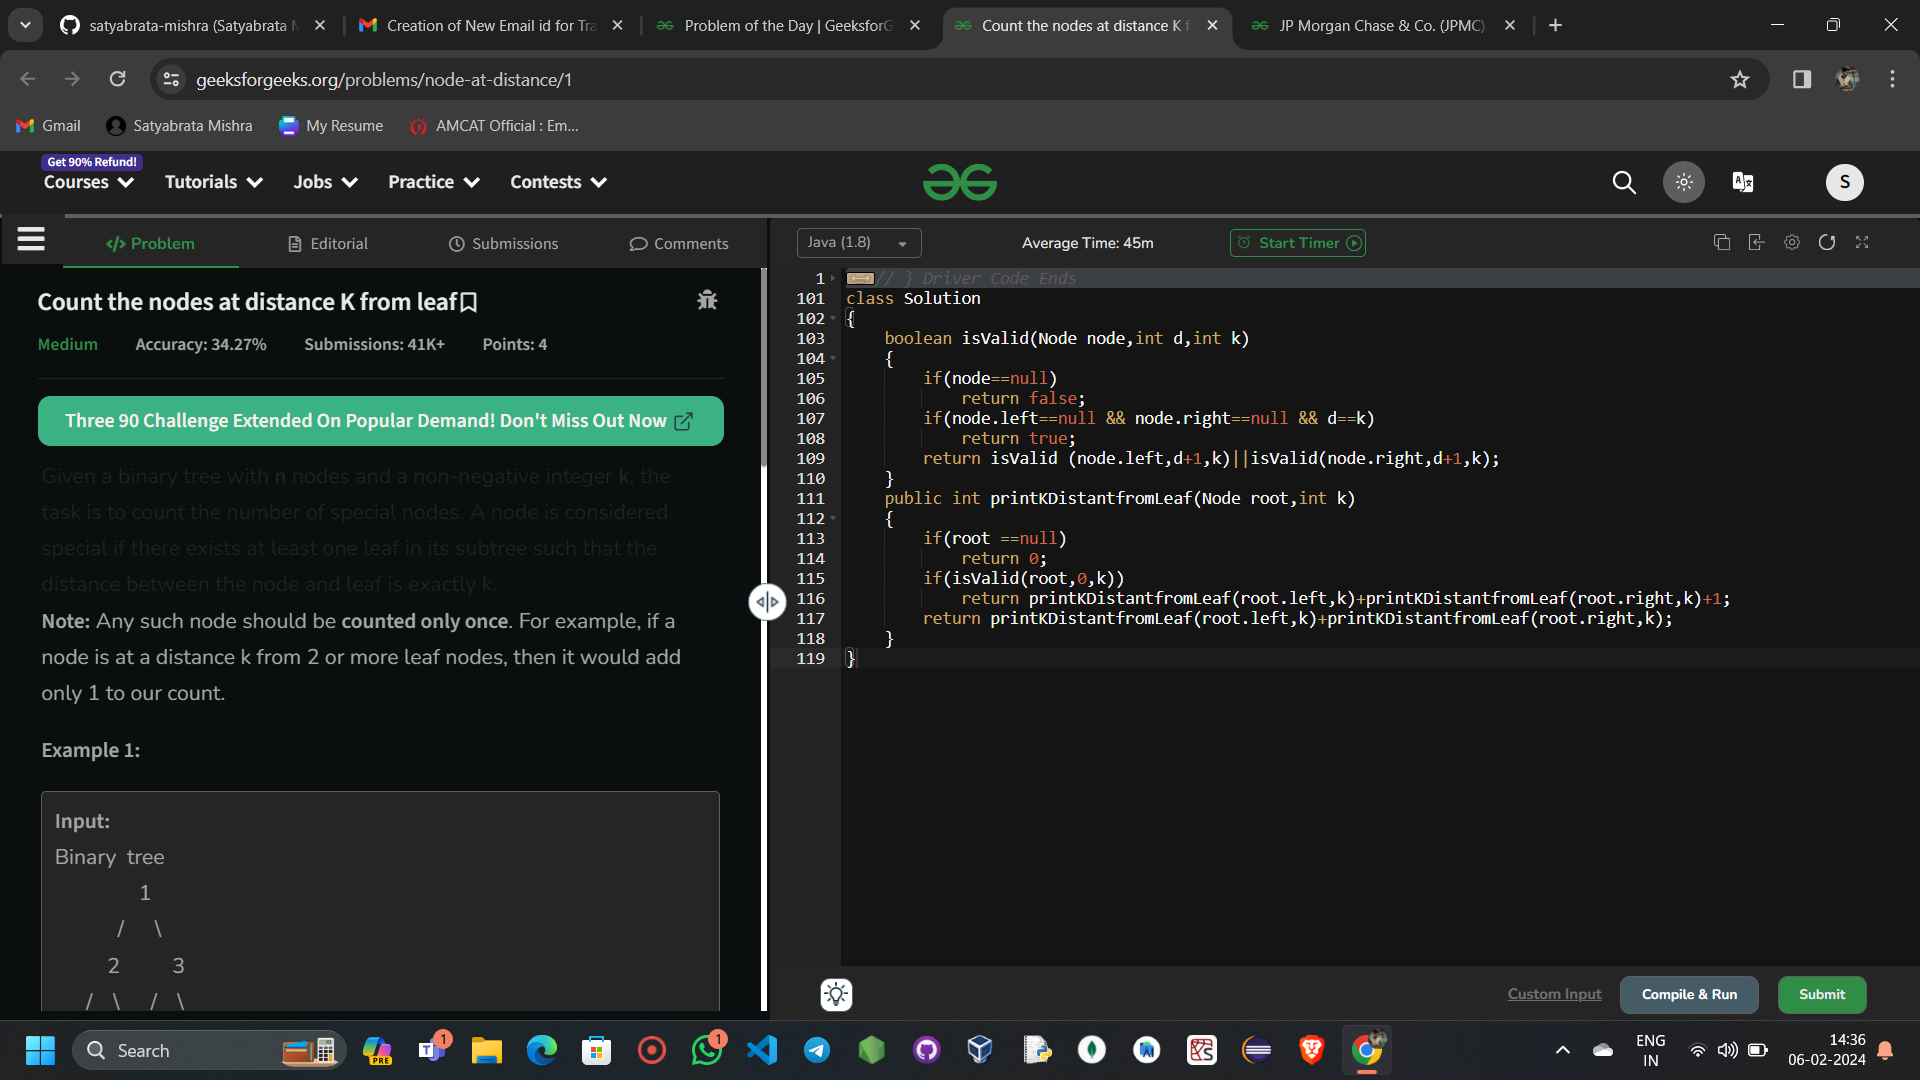 satyabrata-mishra (Satyabrata M
Creation of New Email id for Tra
Problem of the Day | GeeksforG
Count the nodes at distance K f
JP Morgan Chase & Co. (JPMC)
geeksforgeeks.org/problems/node-at-distance/1
Gmail
Satyabrata Mishra
My Resume
AMCAT Official : Em...
Get 90% Refund!
Courses
Tutorials
Jobs
Practice
Contests
S
Problem
Editorial
Submissions
Comments
Java (1.8)
Average Time: 45m
Start Timer
Count the nodes at distance K from leaf
Medium Accuracy: 34.27% Submissions: 41K+ Points: 4
Three 90 Challenge Extended On Popular Demand! Don't Miss Out Now
Given a binary tree with n nodes and a non-negative integer k, the
task is to count the number of special nodes. A node is considered
special if there exists at least one leaf in its subtree such that the
distance between the node and leaf is exactly k.
Note: Any such node should be counted only once. For example, if a
node is at a distance k from 2 or more leaf nodes, then it would add
only 1 to our count.
Example 1:
Input:
Binary tree
1
/ \
2 3
/ \ / \
1 // } Driver Code Ends
101 class Solution
102 {
103 boolean isValid(Node node,int d,int k)
104 {
105 if(node==null)
106 return false;
107 if(node.left==null && node.right==null && d==k)
108 return true;
109 return isValid (node.left,d+1,k)||isValid(node.right,d+1,k);
110 }
111 public int printKDistantfromLeaf(Node root,int k)
112 {
113 if(root ==null)
114 return 0;
115 if(isValid(root,0,k))
116 return printKDistantfromLeaf(root.left,k)+printKDistantfromLeaf(root.right,k)+1;
117 return printKDistantfromLeaf(root.left,k)+printKDistantfromLeaf(root.right,k);
118 }
119 }
Custom Input
Compile & Run
Submit
Search
PRE
1
1
ENG
IN
14:36
06-02-2024